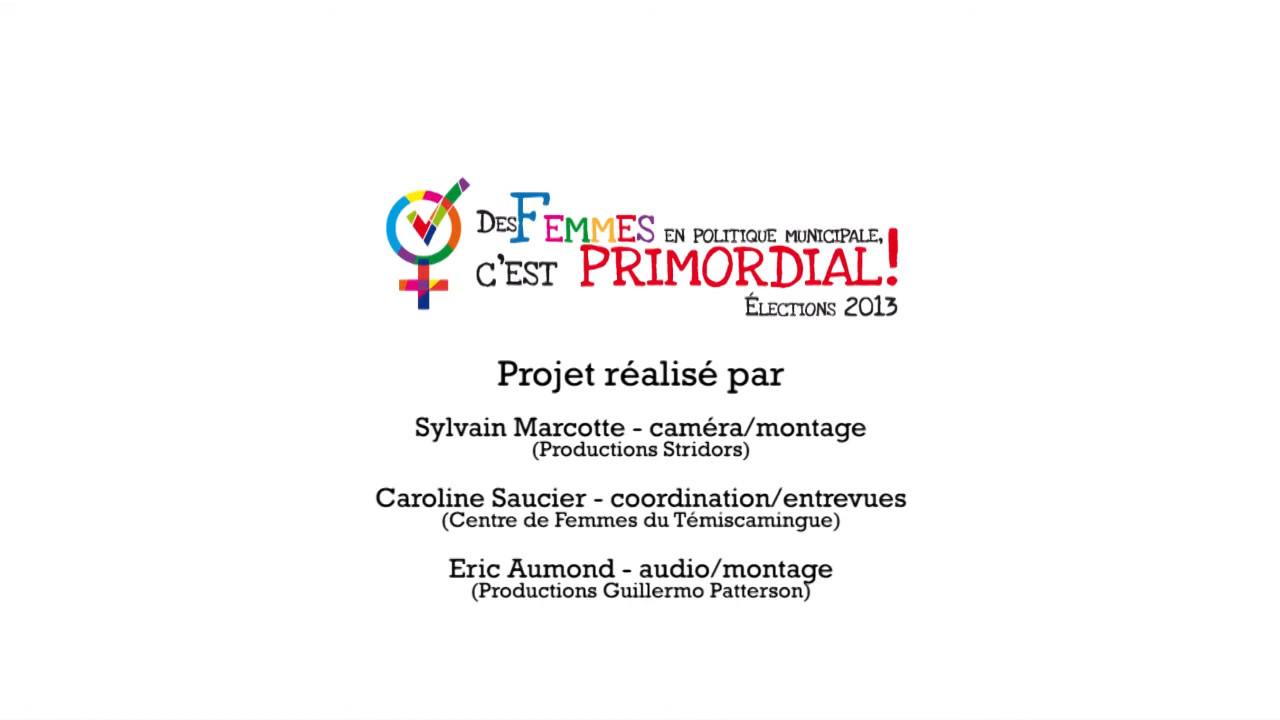 Des Femmes en politique municipale,
c'est PRIMORDIAL!
Élections 2013
Projet réalisé par
Sylvain Marcotte - caméra/montage
(Productions Stridors)
Caroline Saucier - coordination/entrevues
(Centre de Femmes du Témiscamingue)
Eric Aumond - audio/montage
(Productions Guillermo Patterson)